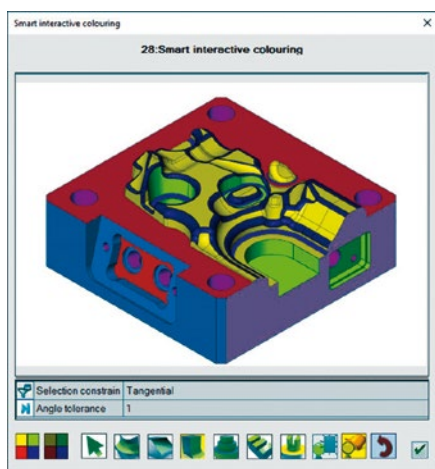 Smart interactive colouring
28:Smart interactive colouring
Selection constrain Tangential
Angle tolerance 1